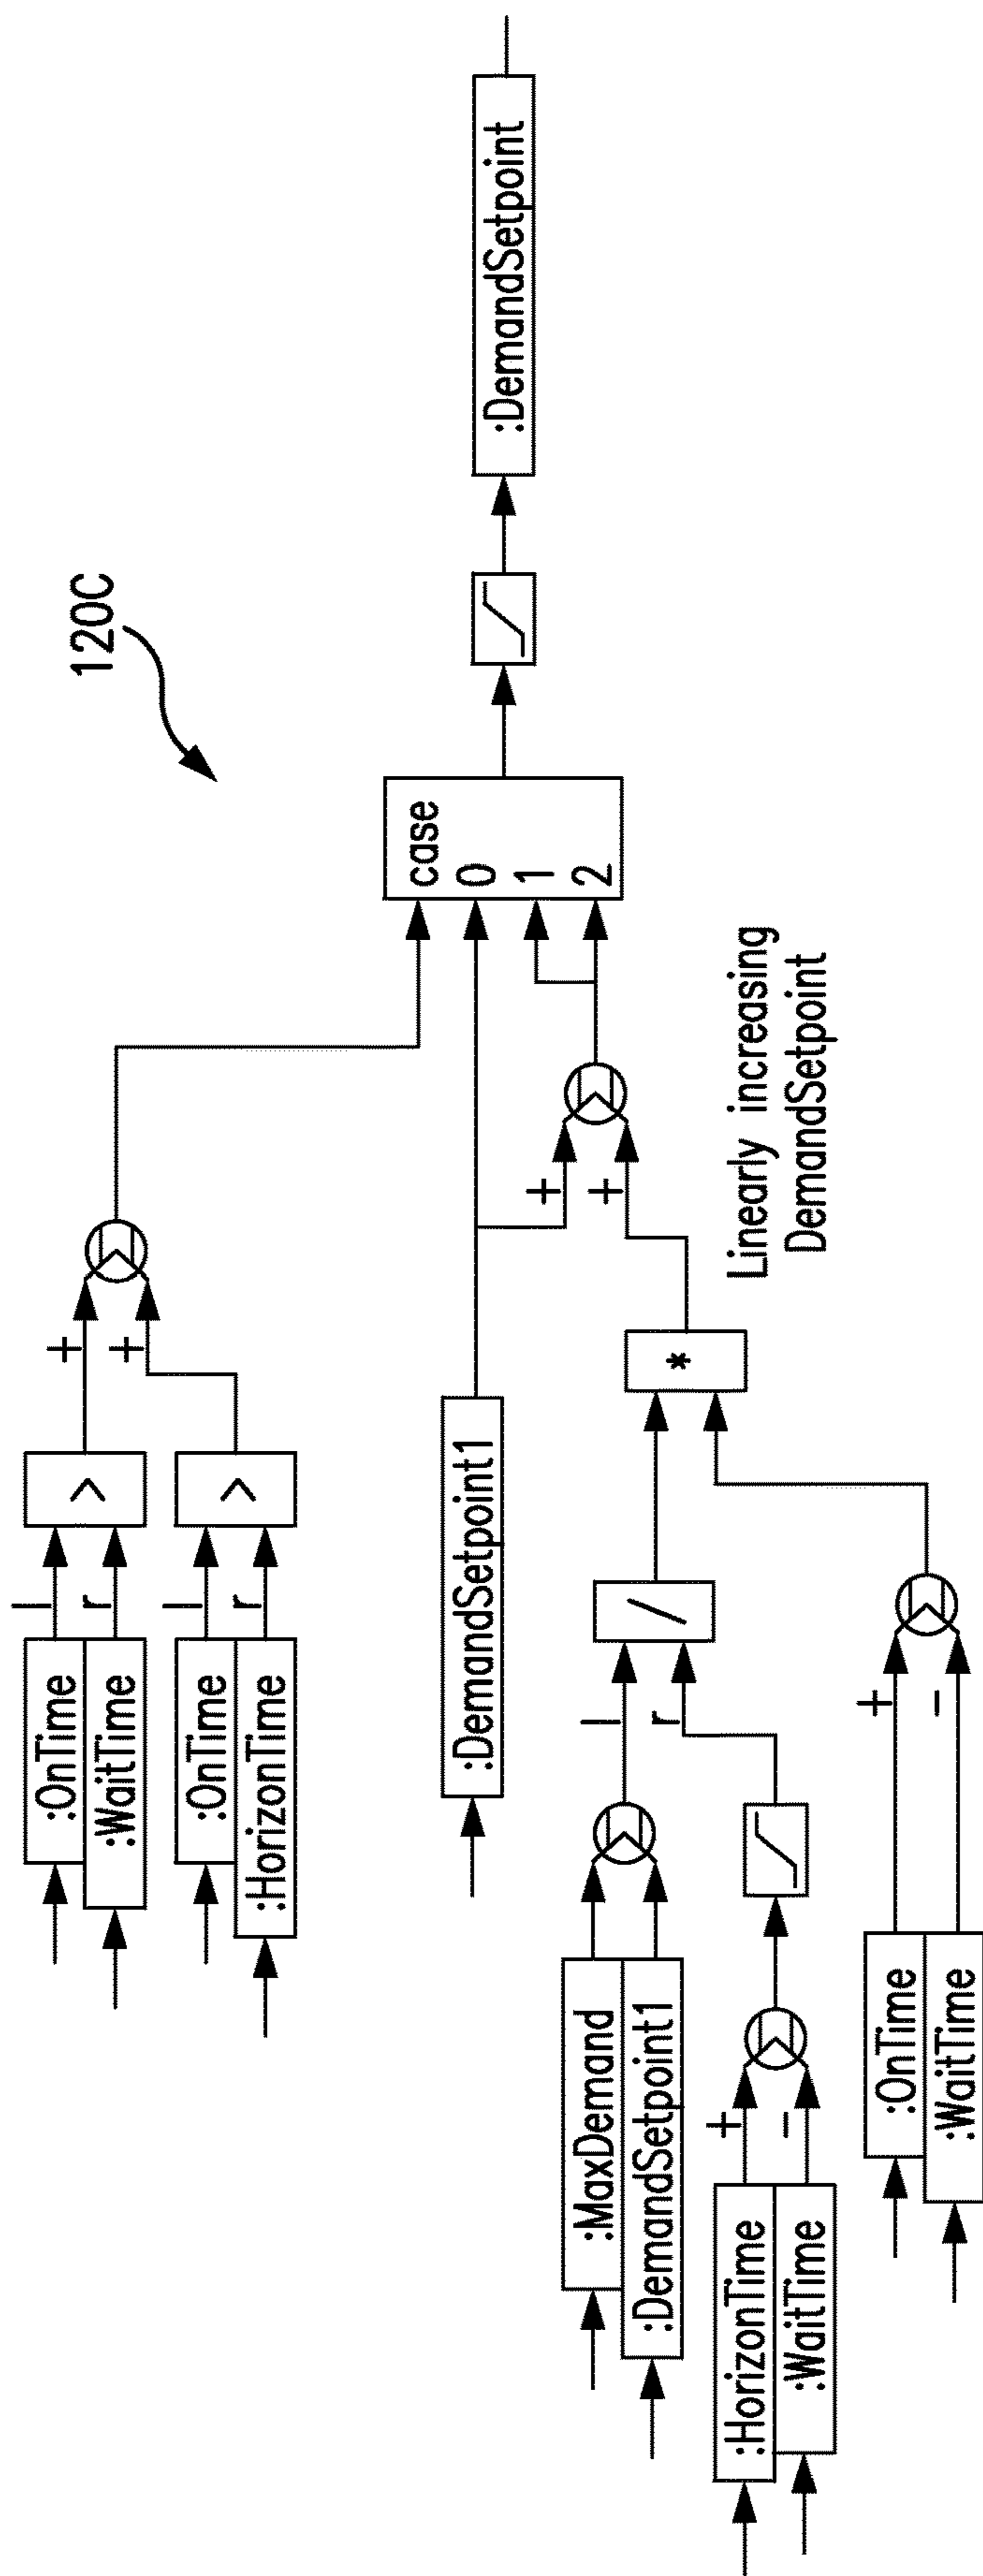 120C
:OnTime
:WaitTime
l
r
>
+
:OnTime
:HorizonTime
l
r
>
+
:DemandSetpoint1
case
0
1
2
:DemandSetpoint
+
+
:MaxDemand
:DemandSetpoint1
l
r
/
*
Linearly increasing
DemandSetpoint
:HorizonTime
:WaitTime
+
-
:OnTime
:WaitTime
+
-